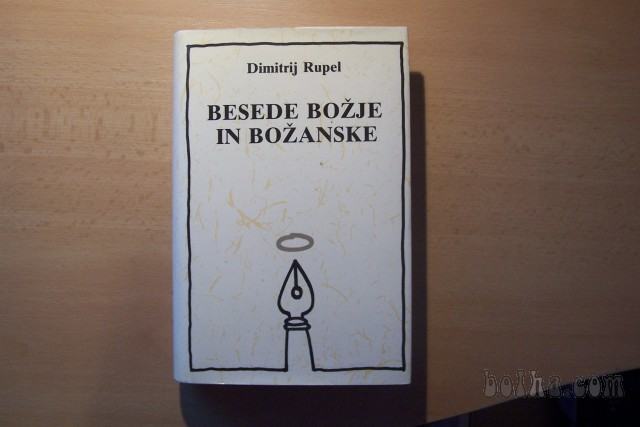 Dimitrij Rupel
BESEDE BOŽJE
IN BOŽANSKE
bolha.com